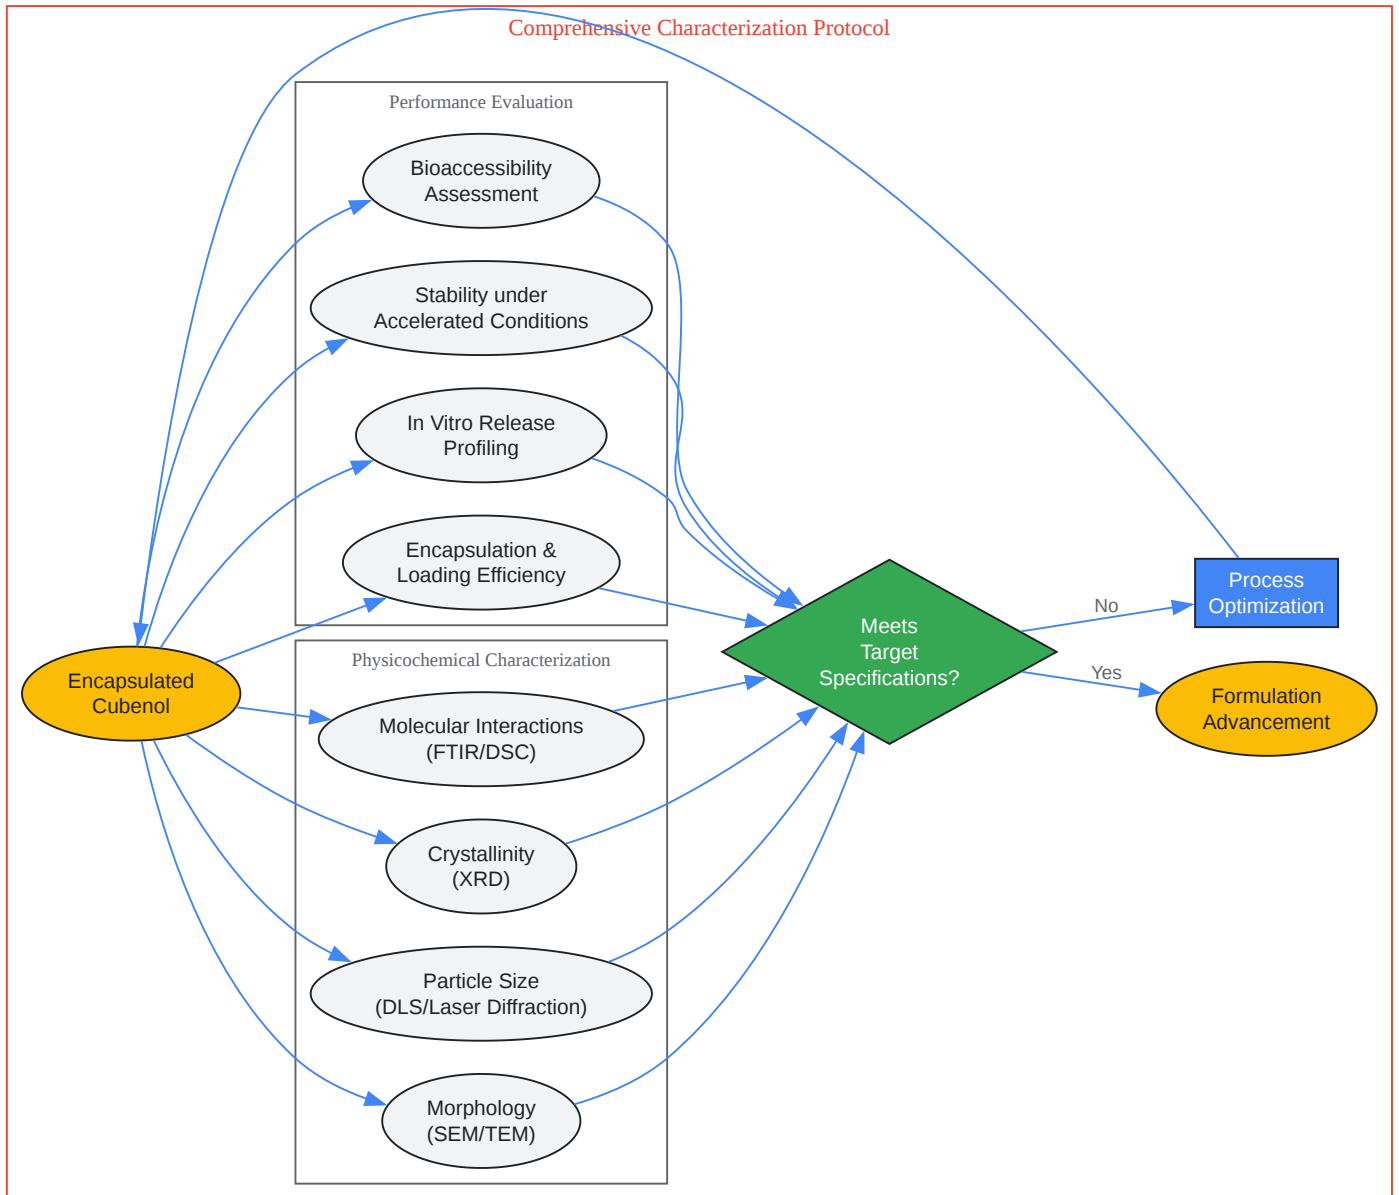 Comprehensive Characterization Protocol
Performance Evaluation
Bioaccessibility
Assessment
Stability under
Accelerated Conditions
In Vitro Release
Profiling
Encapsulation &
Loading Efficiency
Physicochemical Characterization
Molecular Interactions
(FTIR/DSC)
Crystallinity
(XRD)
Particle Size
(DLS/Laser Diffraction)
Morphology
(SEM/TEM)
Encapsulated
Cubenol
Meets
Target
Specifications?
No
Yes
Process
Optimization
Formulation
Advancement